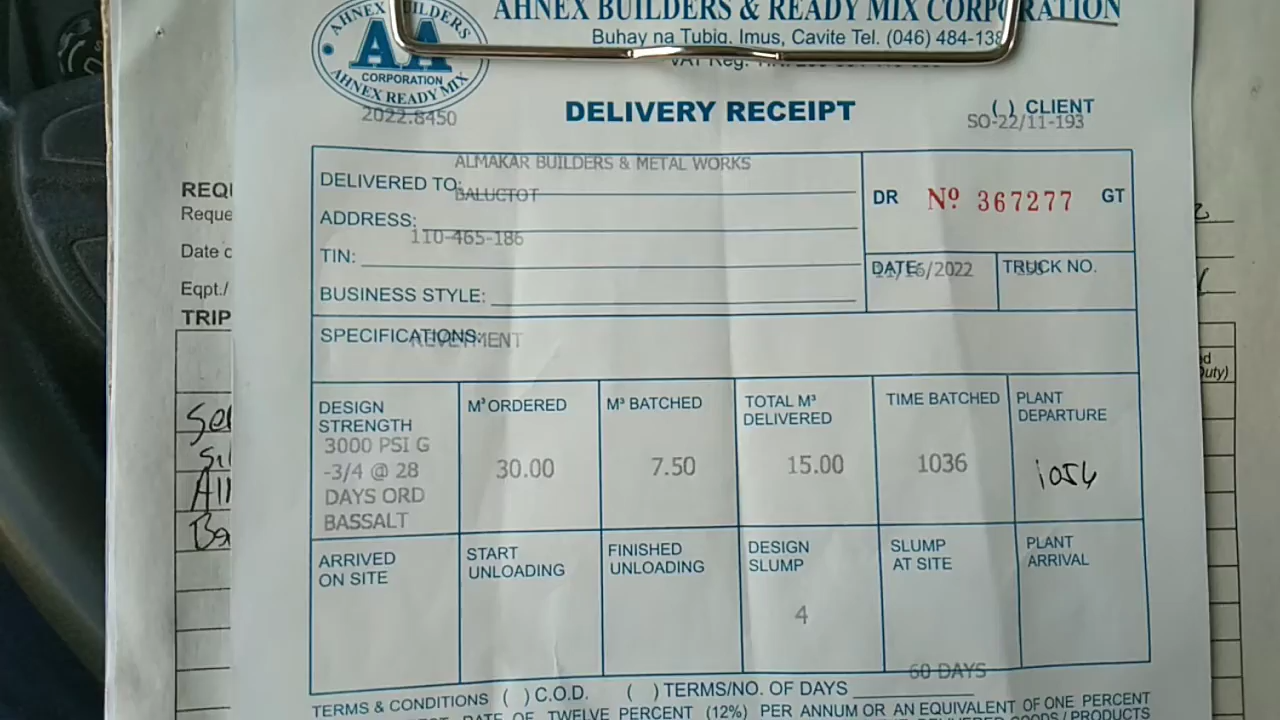 AHNEX BUILDERS & READY MIX CORPORATION
Buhay na Tubig, Imus, Cavite Tel. (046) 484-138
AHNEX BUILDERS
AA
CORPORATION
AHNEX READY MIX
2022.8450
DELIVERY RECEIPT
( ) CLIENT
SO-22/11-193
ALMAKAR BUILDERS & METAL WORKS
DELIVERED TO:
BALUCTOT
ADDRESS:
110-465-186
TIN:
BUSINESS STYLE:
DR Nº 367277 GT
DATE: /2022
TRUCK NO.
SPECIFICATIONS:
REVETMENT
DESIGN STRENGTH
3000 PSI G
-3/4 @ 28
DAYS ORD
BASSALT
M³ ORDERED
30.00
M³ BATCHED
7.50
TOTAL M³ DELIVERED
15.00
TIME BATCHED
1036
PLANT DEPARTURE
1054
ARRIVED ON SITE
START UNLOADING
FINISHED UNLOADING
DESIGN SLUMP
4
SLUMP AT SITE
PLANT ARRIVAL
60 DAYS
TERMS & CONDITIONS ( ) C.O.D. ( ) TERMS/NO. OF DAYS
RATE OF TWELVE PERCENT (12%) PER ANNUM OR AN EQUIVALENT OF ONE PERCENT
DELIVERED GOODS / PRODUCTS
REQU
Reque
Date o
Eqpt./
TRIP